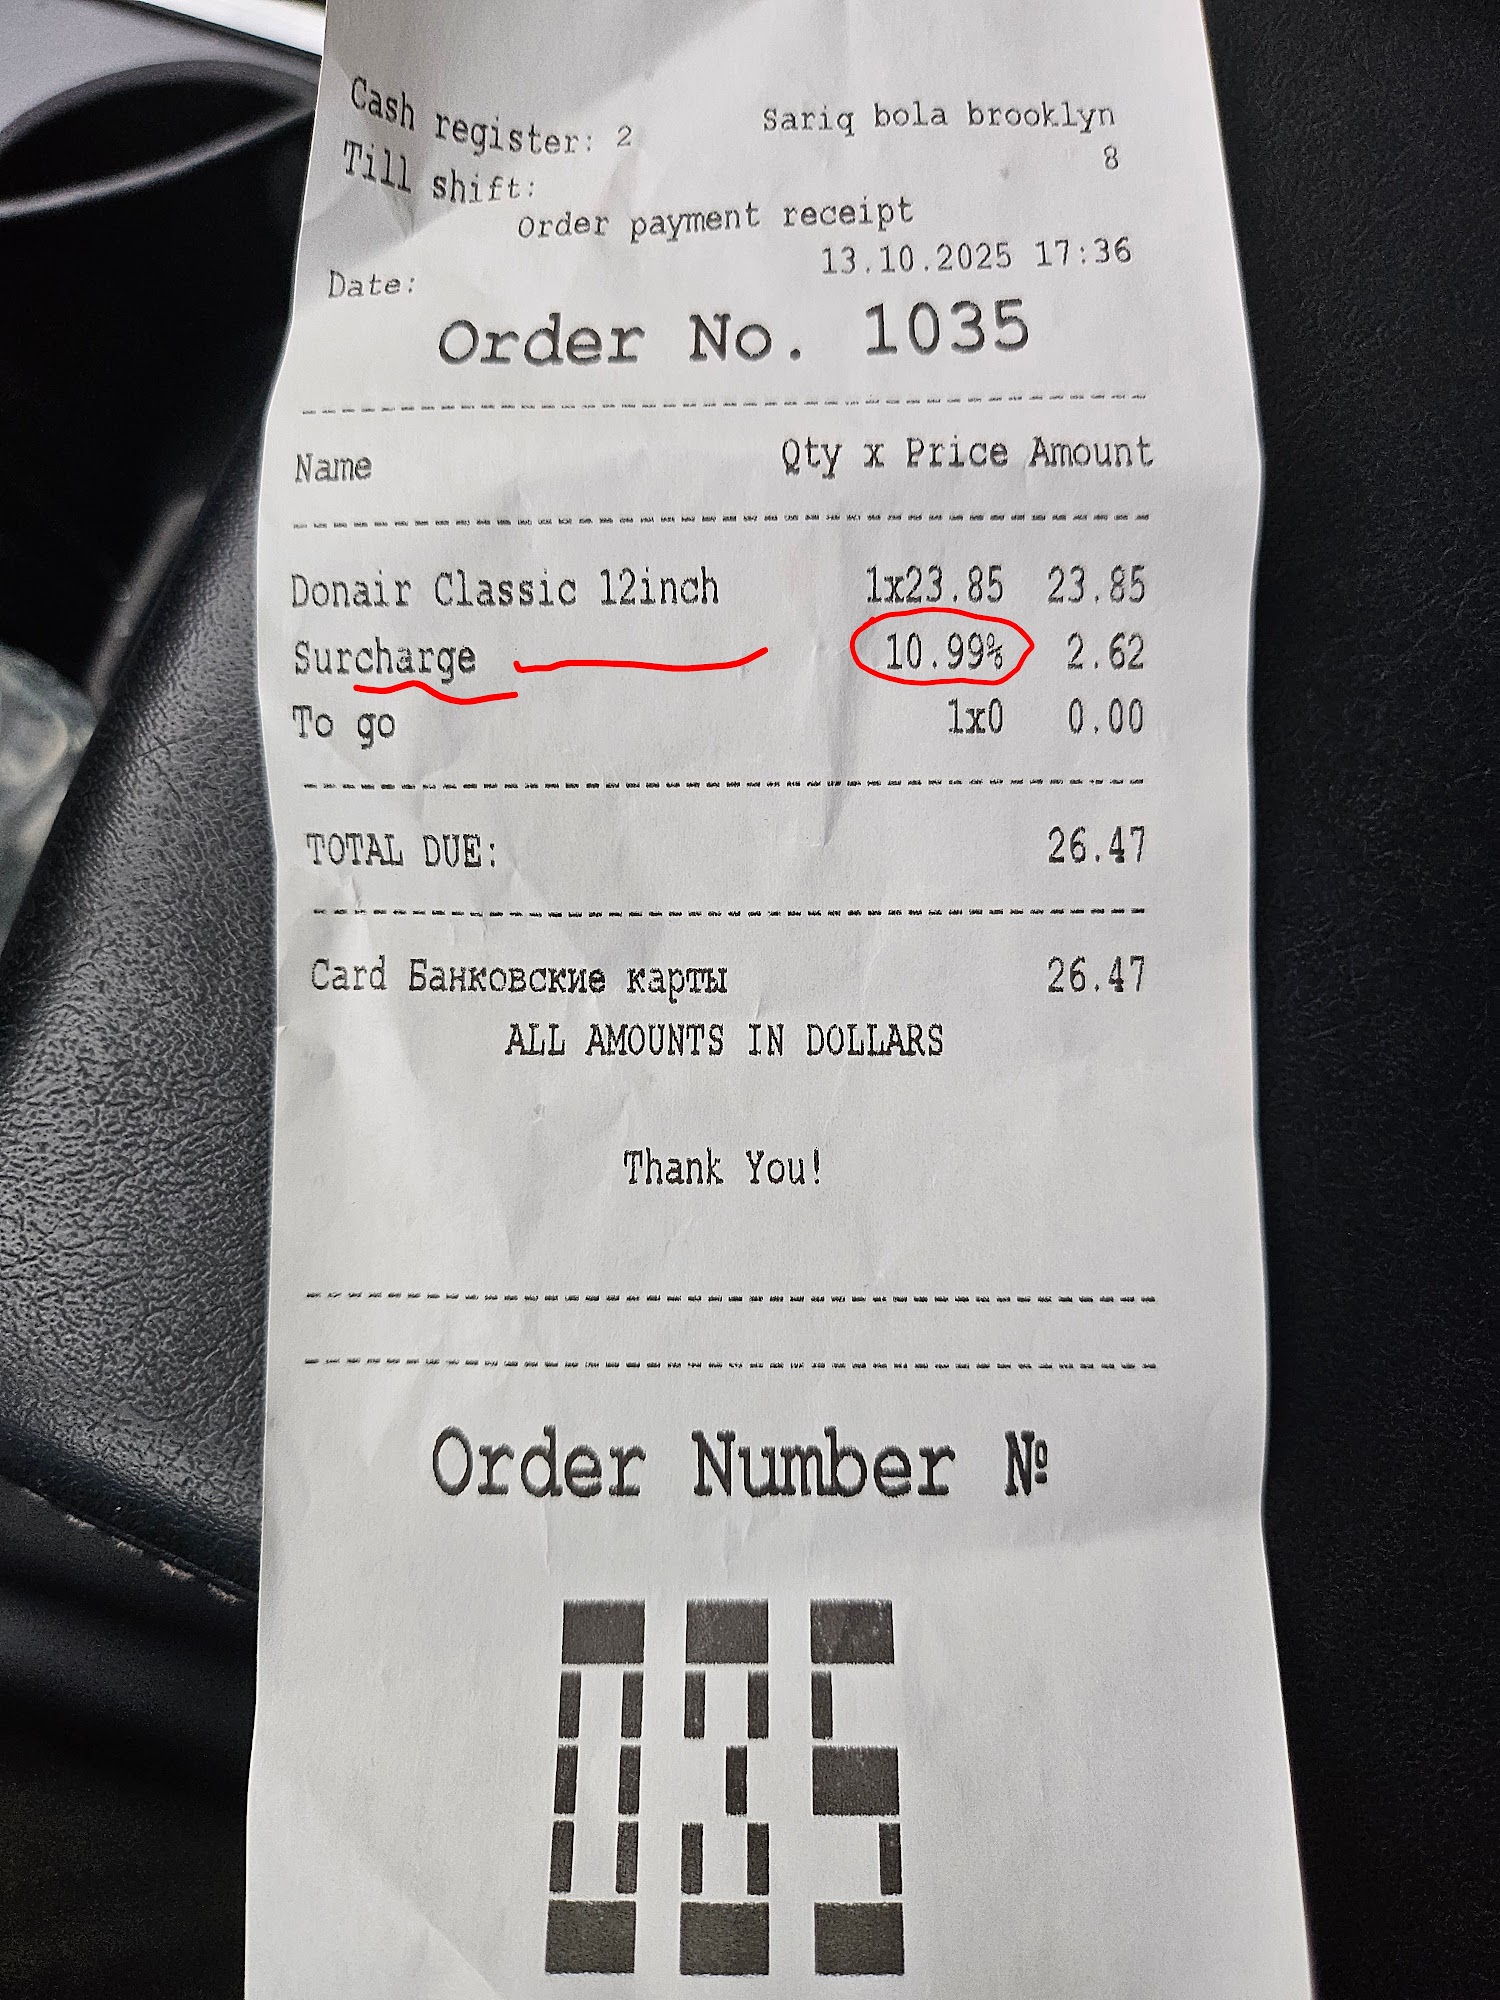 Cash register: 2 Sariq bola brooklyn
Till shift: 8
Order payment receipt
Date: 13.10.2025 17:36
Order No. 1035
Name Qty x Price Amount
Donair Classic 12inch 1x23.85 23.85
Surcharge 10.99% 2.62
To go 1x0 0.00
TOTAL DUE: 26.47
Card Банковские карты 26.47
ALL AMOUNTS IN DOLLARS
Thank You!
Order Number №
035